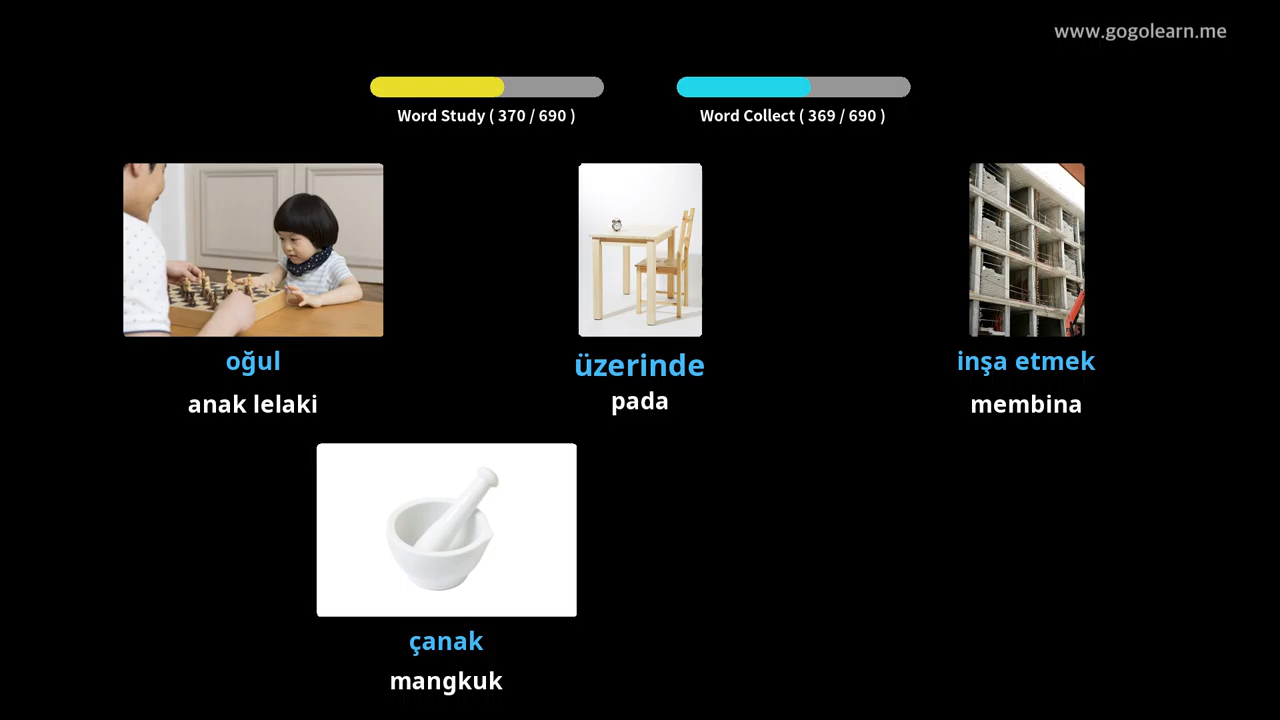 www.gogolearn.me
Word Study ( 370 / 690 )
Word Collect ( 369 / 690 )
oğul
anak lelaki
üzerinde
pada
inşa etmek
membina
çanak
mangkuk